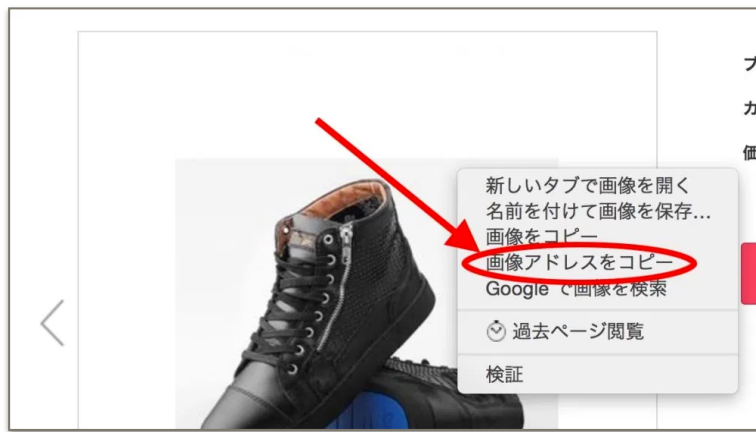 新しいタブで画像を開く
名前を付けて画像を保存...
画像をコピー
画像アドレスをコピー
Google で画像を検索
過去ページ閲覧
検証
カ
価